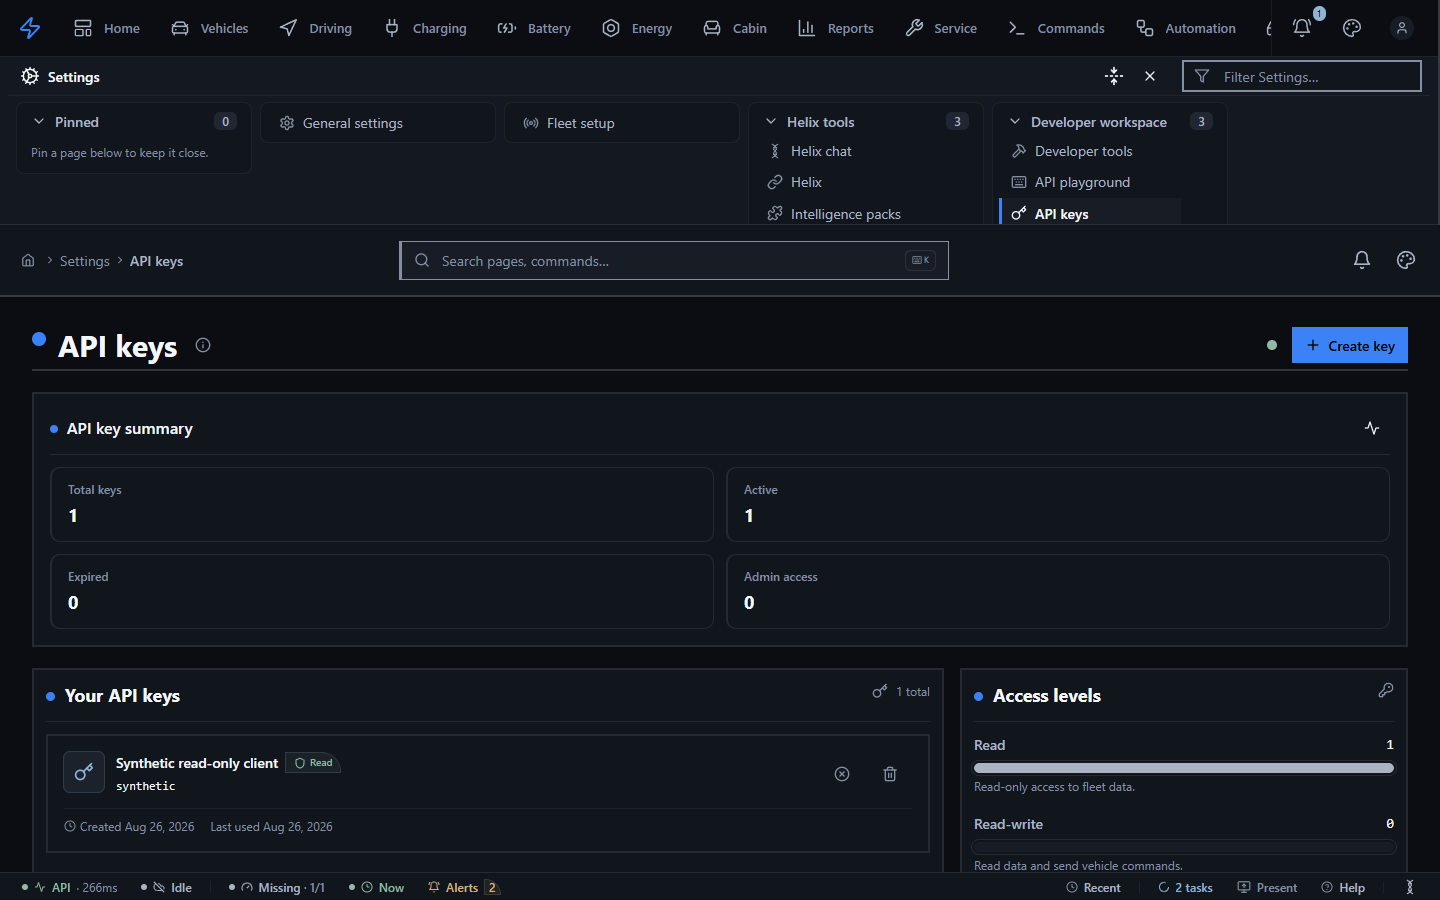 Home Vehicles Driving Charging Battery Energy Cabin Reports Service Commands Automation 1
Settings Filter Settings...
Pinned 0 General settings Fleet setup Helix tools 3 Developer workspace 3
Pin a page below to keep it close. Helix chat Developer tools
Helix API playground
Intelligence packs API keys
Settings API keys Search pages, commands... K
API keys Create key
API key summary
Total keys Active
1 1
Expired Admin access
0 0
Your API keys 1 total Access levels
Read 1
Synthetic read-only client Read
synthetic
Read-only access to fleet data.
Created Aug 26, 2026 Last used Aug 26, 2026 Read-write 0
Read data and send vehicle commands.
API · 266ms Idle Missing · 1/1 Now Alerts 2 Recent 2 tasks Present Help